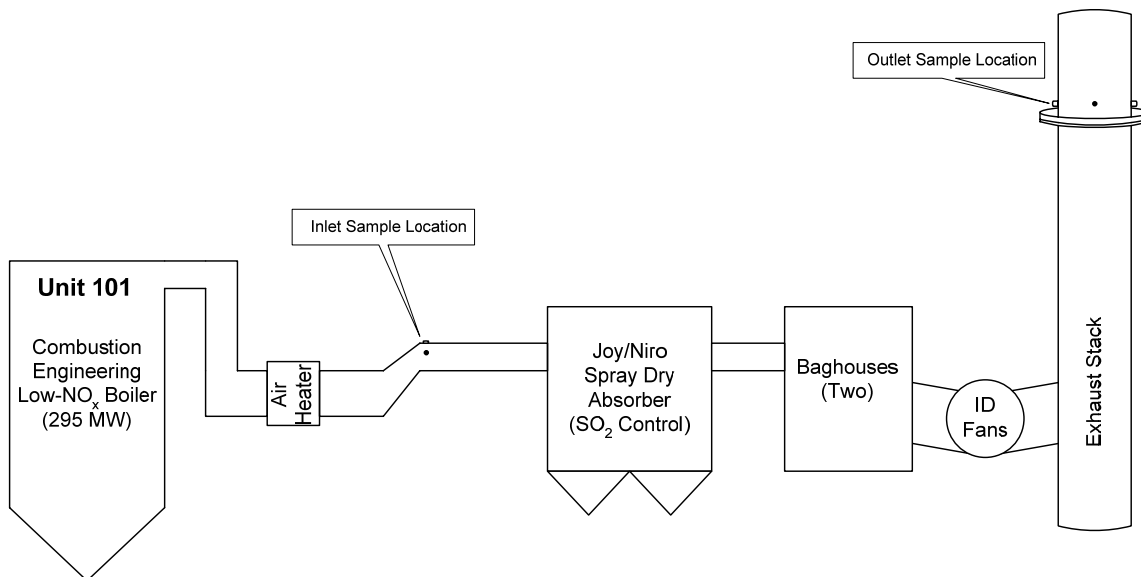 Outlet Sample Location
Inlet Sample Location
Unit 101
Combustion
Engineering
Low-NOx Boiler
(295 MW)
Air
Heater
Joy/Niro
Spray Dry
Absorber
(SO2 Control)
Baghouses
(Two)
ID
Fans
Exhaust Stack